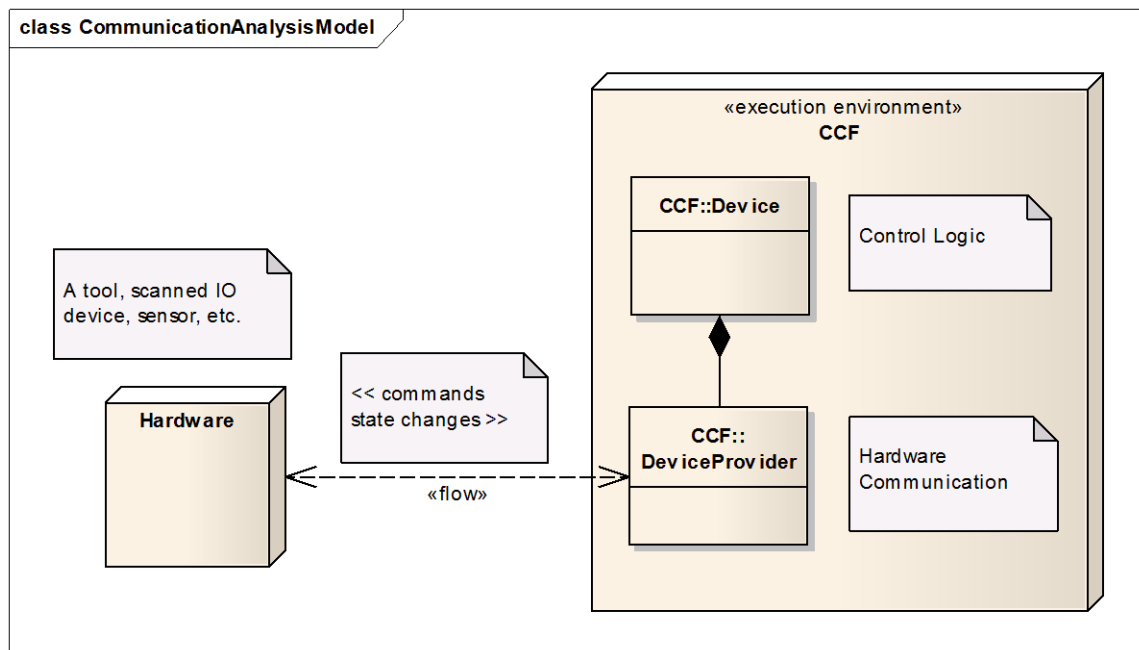 class CommunicationAnalysisModel
«execution environment»
CCF
CCF::Device
Control Logic
A tool, scanned IO
device, sensor, etc.
<< commands
state changes >>
Hardware
CCF::
DeviceProvider
Hardware
Communication
«flow»